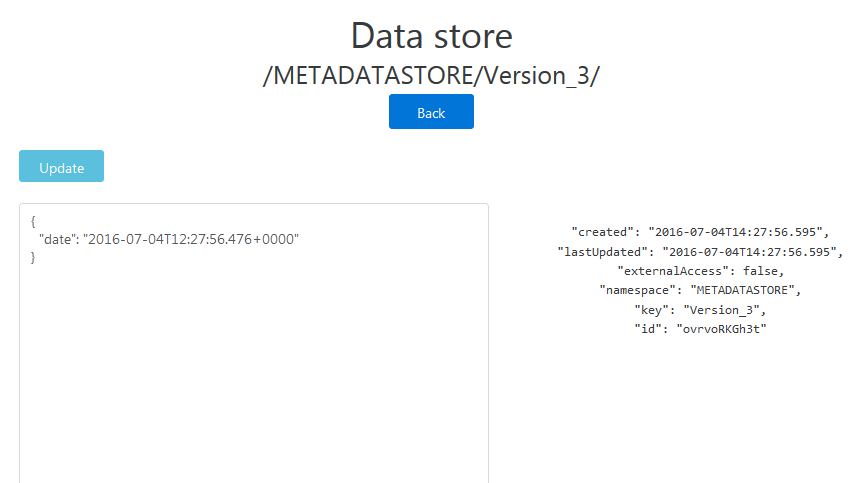 Data store
/METADATASTORE/Version_3/
Back
Update
{
"date": "2016-07-04T12:27:56.476+0000"
}
"created": "2016-07-04T14:27:56.595",
"lastUpdated": "2016-07-04T14:27:56.595",
"externalAccess": false,
"namespace": "METADATASTORE",
"key": "Version_3",
"id": "ovrvoRKGh3t"